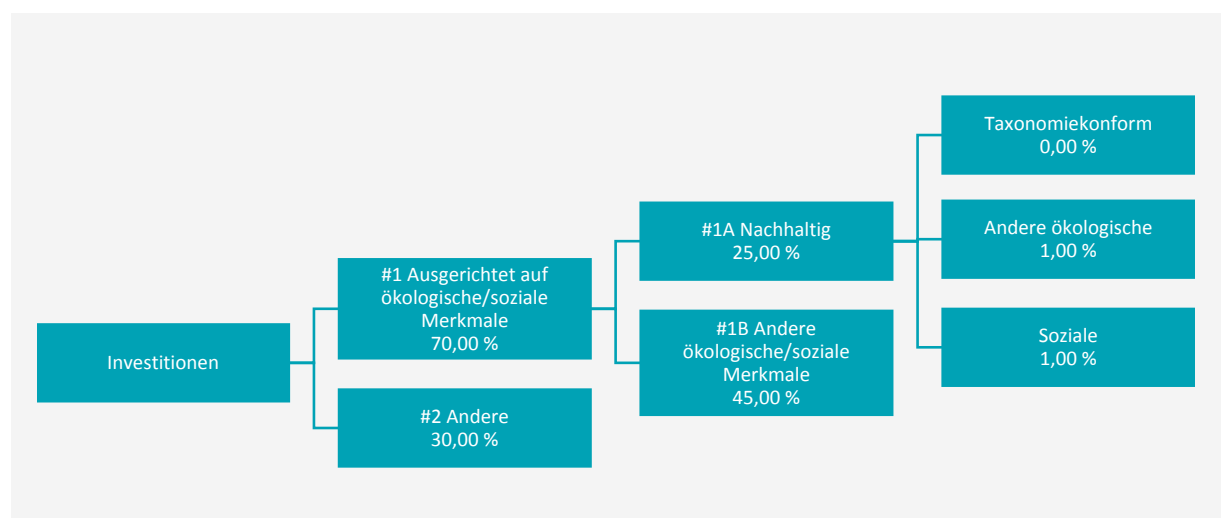 Investitionen
#1 Ausgerichtet auf
ökologische/soziale
Merkmale
70,00 %
#2 Andere
30,00 %
#1A Nachhaltig
25,00 %
#1B Andere
ökologische/soziale
Merkmale
45,00 %
Taxonomiekonform
0,00 %
Andere ökologische
1,00 %
Soziale
1,00 %